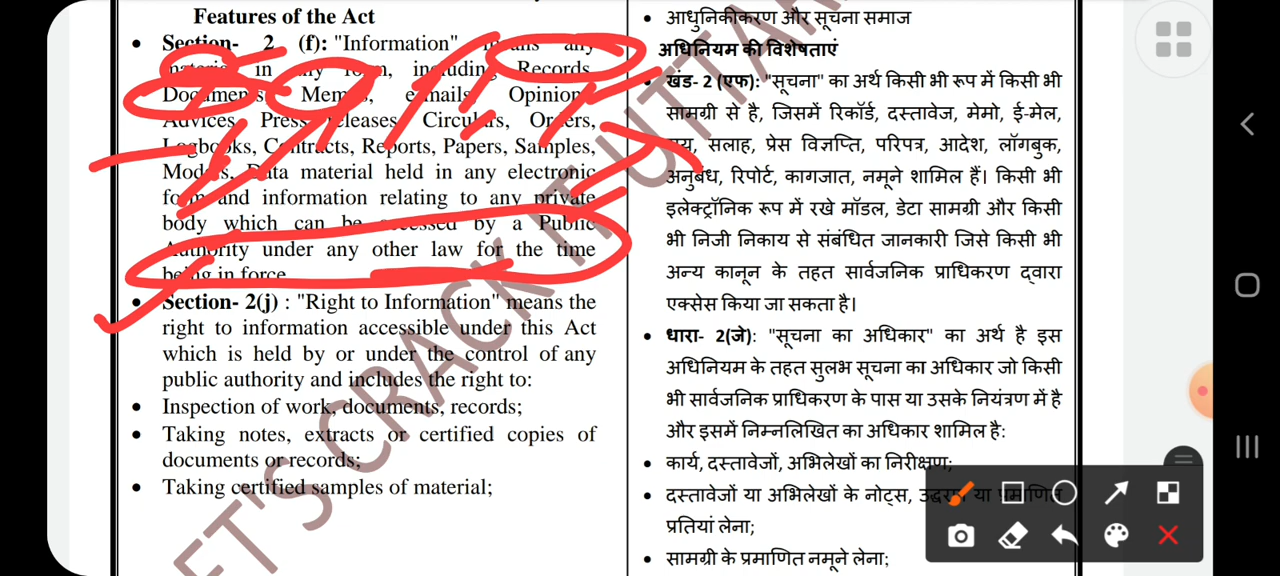 Features of the Act
Section- 2 (f): "Information" means any
material in any form, including Records,
Documents, Memos, e-mails, Opinions,
Advices, Press releases, Circulars, Orders,
Logbooks, Contracts, Reports, Papers, Samples,
Models, Data material held in any electronic
form and information relating to any private
body which can be accessed by a Public
Authority under any other law for the time
being in force.
Section- 2(j) : "Right to Information" means the
right to information accessible under this Act
which is held by or under the control of any
public authority and includes the right to:
Inspection of work, documents, records;
Taking notes, extracts or certified copies of
documents or records;
Taking certified samples of material;
आधुनिकीकरण और सूचना समाज
अधिनियम की विशेषताएं
खंड- 2 (एफ): "सूचना" का अर्थ किसी भी रूप में किसी भी
सामग्री से है, जिसमें रिकॉर्ड, दस्तावेज, मेमो, ई-मेल,
सलाह, प्रेस विज्ञप्ति, परिपत्र, आदेश, लॉगबुक,
अनुबंध, रिपोर्ट, कागजात, नमूने शामिल हैं। किसी भी
इलेक्ट्रॉनिक रूप में रखे मॉडल, डेटा सामग्री और किसी
भी निजी निकाय से संबंधित जानकारी जिसे किसी भी
अन्य कानून के तहत सार्वजनिक प्राधिकरण द्वारा
एक्सेस किया जा सकता है।
धारा- 2(जे): "सूचना का अधिकार" का अर्थ है इस
अधिनियम के तहत सुलभ सूचना का अधिकार जो किसी
भी सार्वजनिक प्राधिकरण के पास या उसके नियंत्रण में है
और इसमें निम्नलिखित का अधिकार शामिल है:
कार्य, दस्तावेजों, अभिलेखों का निरीक्षण;
दस्तावेजों या अभिलेखों के नोट्स, उद्धरण या प्रमाणित
प्रतियां लेना;
सामग्री के प्रमाणित नमूने लेना;
LET'S CRACK IT UTTAR